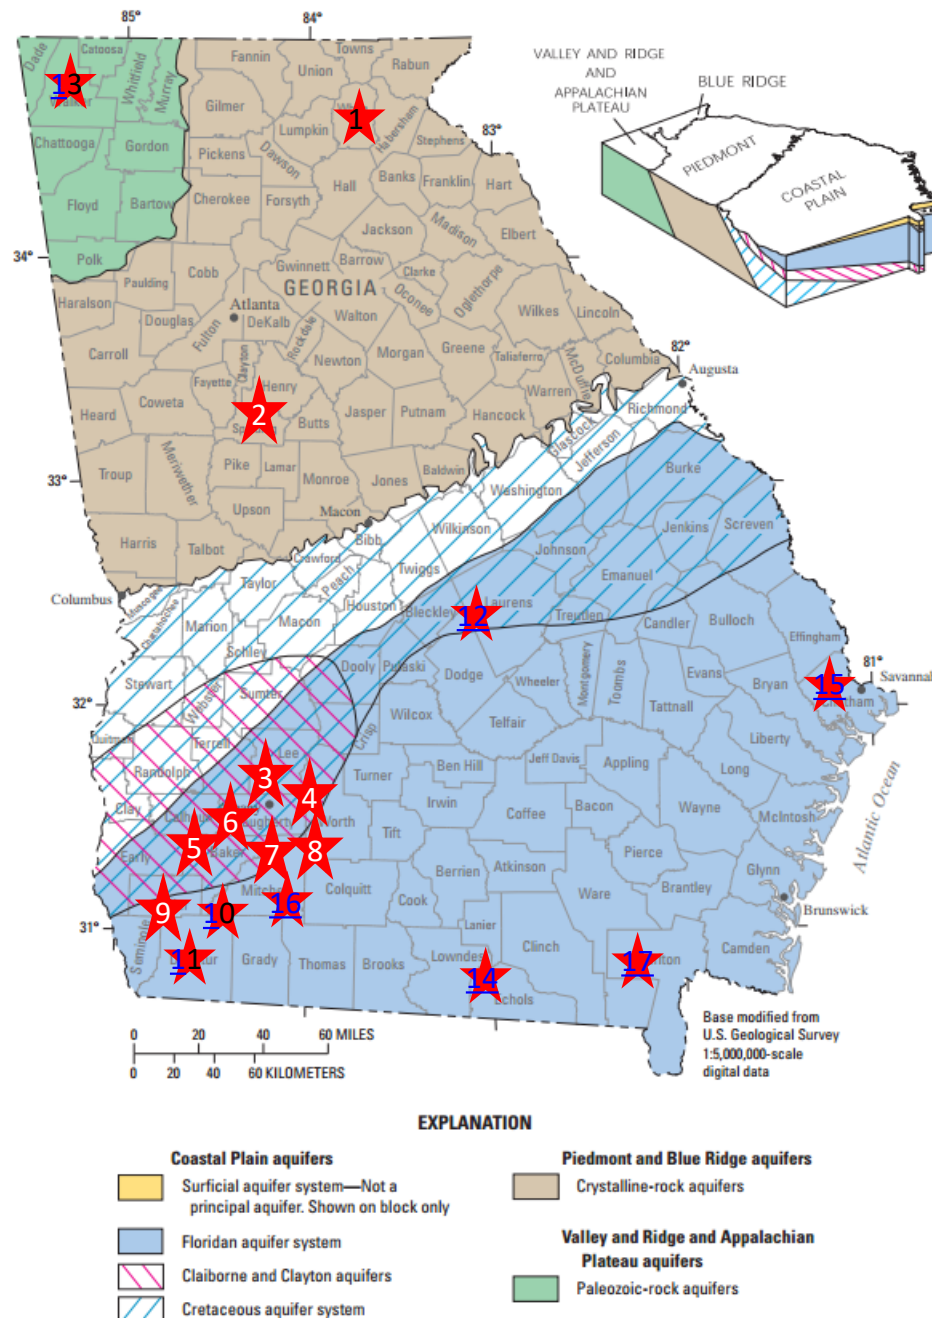 85°
84°
VALLEY AND RIDGE
AND
APPALACHIAN
PLATEAU
BLUE RIDGE
PIEDMONT
COASTAL
PLAIN
Dade
Catoosa
Whitfield
Murray
Fannin
Towns
Union
Rabun
13
Gilmer
1
Lumpkin
Habersham
83°
Stephens
Chattooga
Gordon
Pickens
Dawson
Hall
Banks
Franklin
Hart
Floyd
Bartow
Cherokee
Forsyth
Jackson
Madison
Elbert
34°
Polk
Paulding
Cobb
Gwinnett
Barrow
Clarke
Oconee
Oglethorpe
GEORGIA
Haralson
Atlanta
DeKalb
Rockdale
Walton
Wilkes
Lincoln
Douglas
Fulton
Carroll
Clayton
Newton
Morgan
Greene
Taliaferro
McDuffie
Columbia
82°
Augusta
Fayette
Henry
Heard
Coweta
2
Butts
Jasper
Putnam
Hancock
Warren
Glascock
Richmond
Jefferson
Troup
Meriwether
Pike
Lamar
Monroe
Jones
Baldwin
Washington
Burke
33°
Upson
Macon
Wilkinson
Jenkins
Screven
Harris
Talbot
Crawford
Bibb
Twiggs
Johnson
Emanuel
Columbus
Muscogee
Chattahochee
Taylor
Peach
Houston
Bleckley
Laurens
12
Treutlen
Candler
Bulloch
Effingham
Marion
Macon
Schley
Dooly
Pulaski
Dodge
Wheeler
Montgomery
Toombs
Evans
Bryan
81°
Savannah
15
Stewart
Webster
Sumter
Crisp
Wilcox
Telfair
Tattnall
32°
Quitman
Randolph
Terrell
Lee
Turner
Ben Hill
Jeff Davis
Appling
Liberty
Long
Clay
3
4
Irwin
Coffee
Bacon
Wayne
McIntosh
Atlantic Ocean
6
5
7
8
Tift
Early
Baker
Berrien
Atkinson
Pierce
Glynn
Colquitt
Cook
Ware
Brantley
Brunswick
9
10
16
31°
Lanier
Clinch
Camden
Seminole
11
Grady
Thomas
Brooks
Lowndes
14
Echols
17
0 20 40 60 MILES
0 20 40 60 KILOMETERS
Base modified from
U.S. Geological Survey
1:5,000,000-scale
digital data
EXPLANATION
Coastal Plain aquifers
Surficial aquifer system—Not a
principal aquifer. Shown on block only
Floridan aquifer system
Claiborne and Clayton aquifers
Cretaceous aquifer system
Piedmont and Blue Ridge aquifers
Crystalline-rock aquifers
Valley and Ridge and Appalachian
Plateau aquifers
Paleozoic-rock aquifers